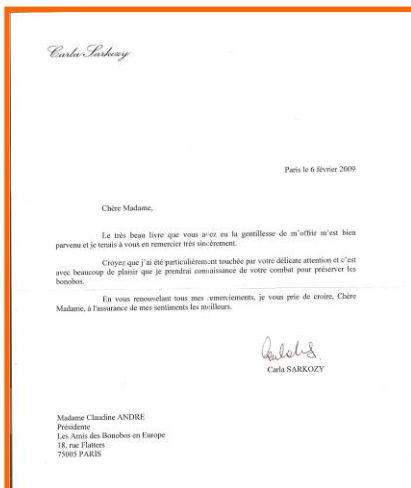 Carla Sarkozy
Paris le 6 février 2009
Chère Madame,
Le très beau livre que vous avez eu la gentillesse de m'offrir m'est bien
parvenu et je tenais à vous en remercier très sincèrement.
Croyez que j'ai été particulièrement touchée par votre délicate attention et c'est
avec beaucoup de plaisir que je prendrai connaissance de votre combat pour préserver les
bonobos.
En vous renouvelant tous mes remerciements, je vous prie de croire, Chère
Madame, à l'assurance de mes sentiments les meilleurs.
Carla SARKOZY
Madame Claudine ANDRE
Présidente
Les Amis des Bonobos en Europe
18, rue Flatters
75005 PARIS